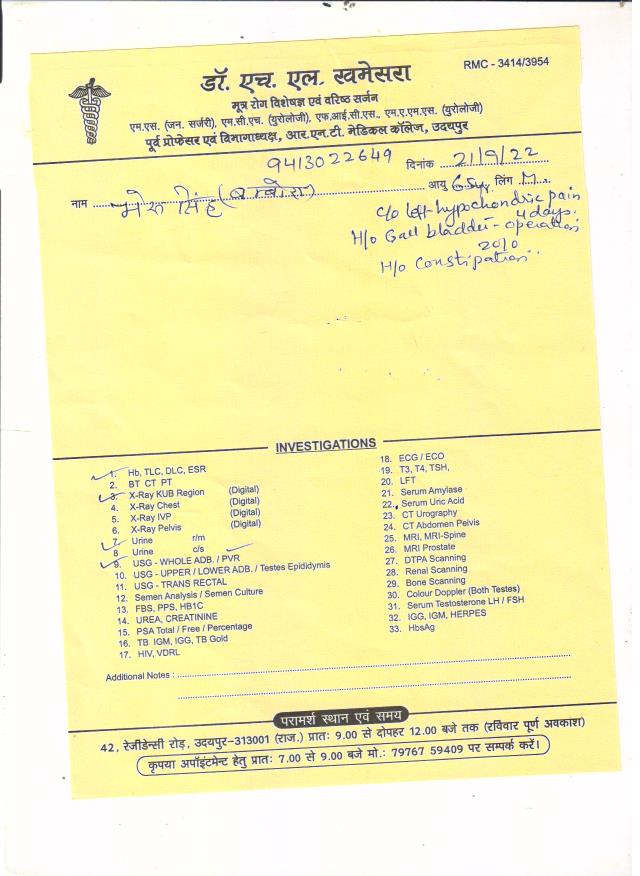 डॉ. एच. एल. खमेसरा
RMC - 3414/3954
मूत्र रोग विशेषज्ञ एवं वरिष्ठ सर्जन
एम.एस. (जन. सर्जरी), एम.सी.एच. (युरोलोजी), एफ.आई.सी.एस., एम.ए.एम.एस. (युरोलोजी)
पूर्व प्रोफेसर एवं विभागाध्यक्ष, आर.एन.टी. मेडिकल कॉलेज, उदयपुर
9413022649 दिनांक 21/9/22
नाम सिंह आयु लिंग M
c/o left-hypochondric pain
4 days.
H/o Gall bladder-operation
2010
H/o Constipation.
INVESTIGATIONS
1. Hb, TLC, DLC, ESR
2. BT CT PT
3. X-Ray KUB Region (Digital)
4. X-Ray Chest (Digital)
5. X-Ray IVP (Digital)
6. X-Ray Pelvis (Digital)
7. Urine r/m
8 Urine c/s
9. USG - WHOLE ADB. / PVR
10. USG - UPPER / LOWER ADB. / Testes Epididymis
11. USG - TRANS RECTAL
12. Semen Analysis / Semen Culture
13. FBS, PPS, HB1C
14. UREA, CREATININE
15. PSA Total / Free / Percentage
16. TB IGM, IGG, TB Gold
17. HIV, VDRL
18. ECG / ECO
19. T3, T4, TSH,
20. LFT
21. Serum Amylase
22. Serum Uric Acid
23. CT Urography
24. CT Abdomen Pelvis
25. MRI, MRI-Spine
26. MRI Prostate
27. DTPA Scanning
28. Renal Scanning
29. Bone Scanning
30. Colour Doppler (Both Testes)
31. Serum Testosterone LH / FSH
32. IGG, IGM, HERPES
33. HbsAg
Additional Notes :
परामर्श स्थान एवं समय
42, रेजीडेन्सी रोड़, उदयपुर-313001 (राज.) प्रातः 9.00 से दोपहर 12.00 बजे तक (रविवार पूर्ण अवकाश)
कृपया अपॉइंटमेन्ट हेतु प्रातः 7.00 से 9.00 बजे मो.: 79767 59409 पर सम्पर्क करें।